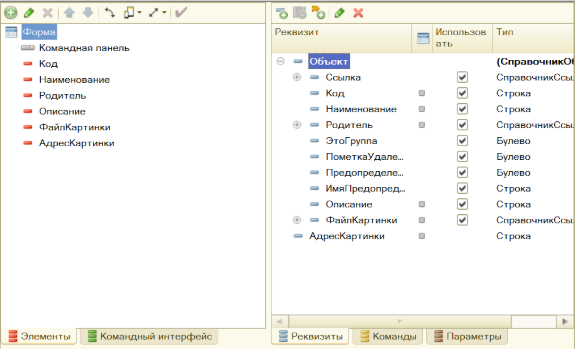 Форма
Командная панель
Код
Наименование
Родитель
Описание
ФайлКартинки
АдресКартинки
Элементы
Командный интерфейс
Реквизит
Использовать
Тип
Объект
(СправочникОб
Ссылка
СправочникСсы
Код
Строка
Наименование
Строка
Родитель
СправочникСсы
ЭтоГруппа
Булево
ПометкаУдале...
Булево
Предопределе...
Булево
ИмяПредопред...
Строка
Описание
Строка
ФайлКартинки
СправочникСсы
АдресКартинки
Строка
Реквизиты
Команды
Параметры